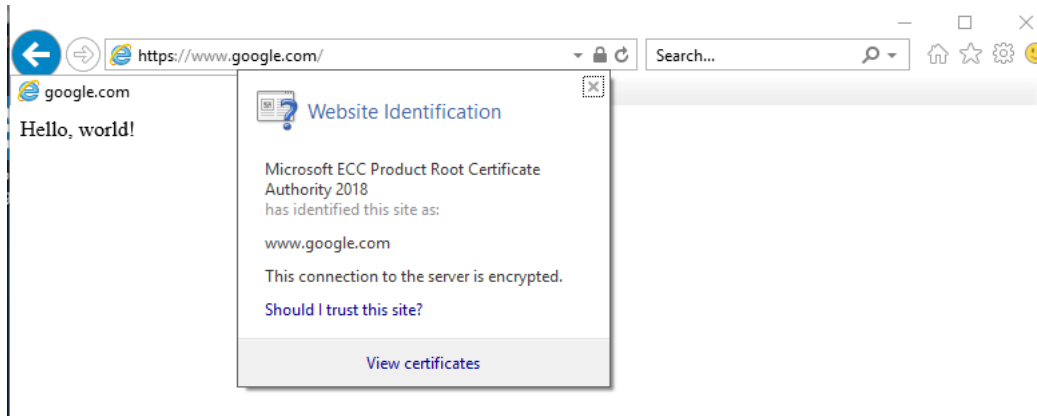 https://www.google.com/
Search...
google.com
Hello, world!
Website Identification
Microsoft ECC Product Root Certificate
Authority 2018
has identified this site as:
www.google.com
This connection to the server is encrypted.
Should I trust this site?
View certificates